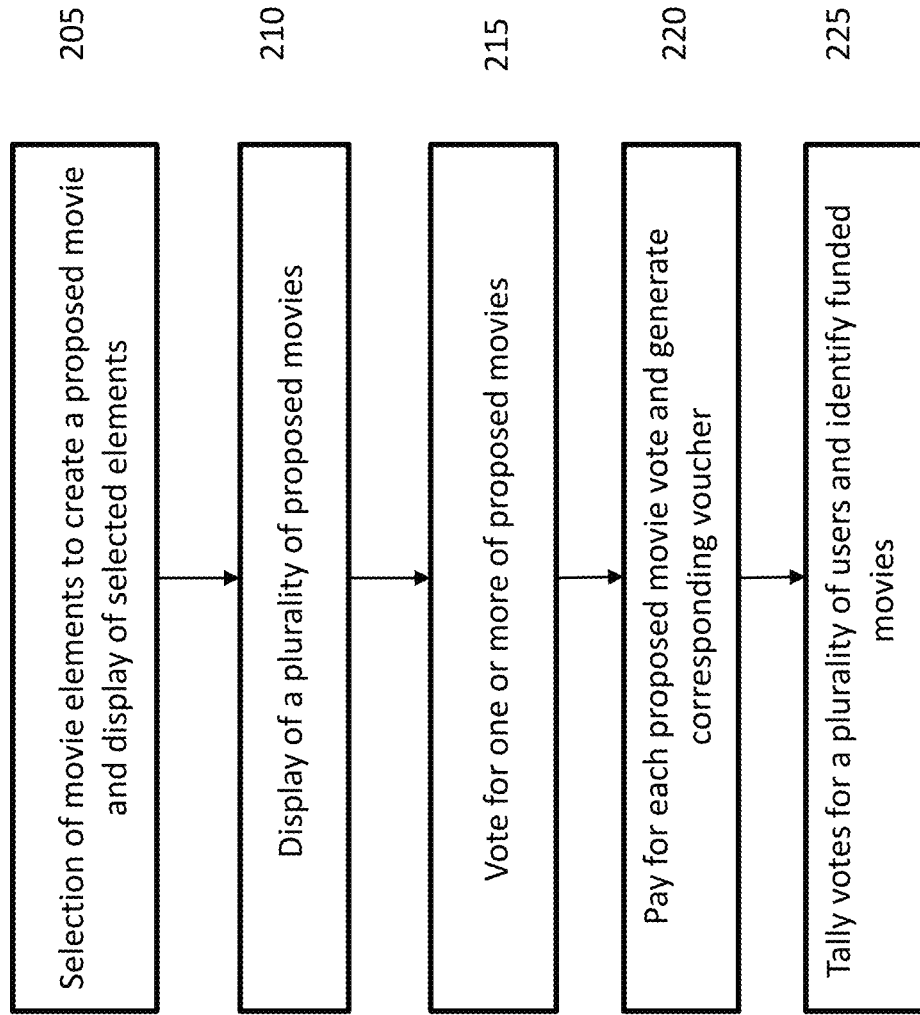 Selection of movie elements to create a proposed movie
and display of selected elements
205
Display of a plurality of proposed movies
210
Vote for one or more of proposed movies
215
Pay for each proposed movie vote and generate
corresponding voucher
220
Tally votes for a plurality of users and identify funded
movies
225